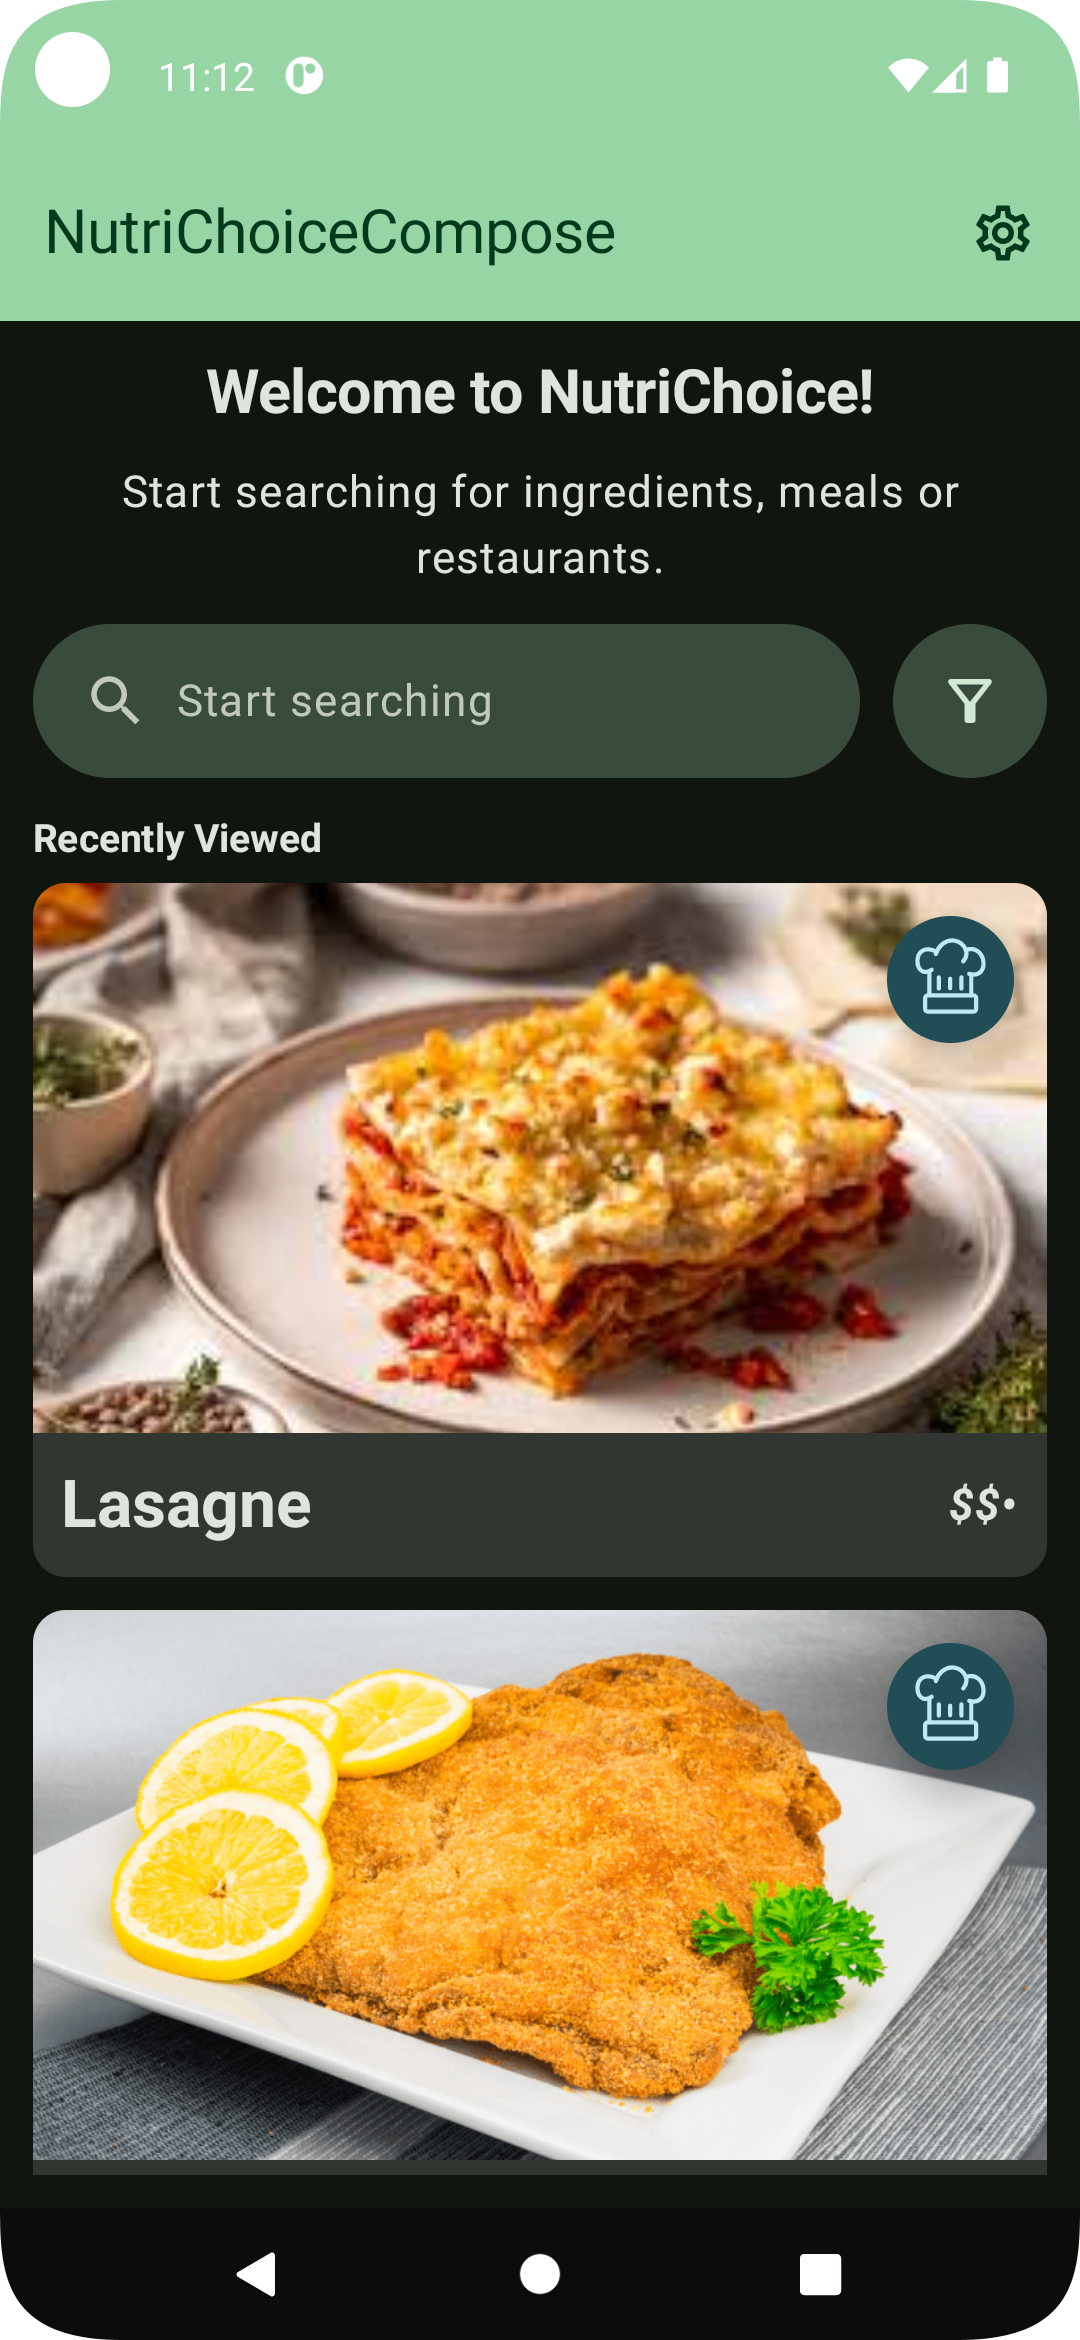 11:12
NutriChoiceCompose
Welcome to NutriChoice!
Start searching for ingredients, meals or
restaurants.
Start searching
Recently Viewed
Lasagne
$$•